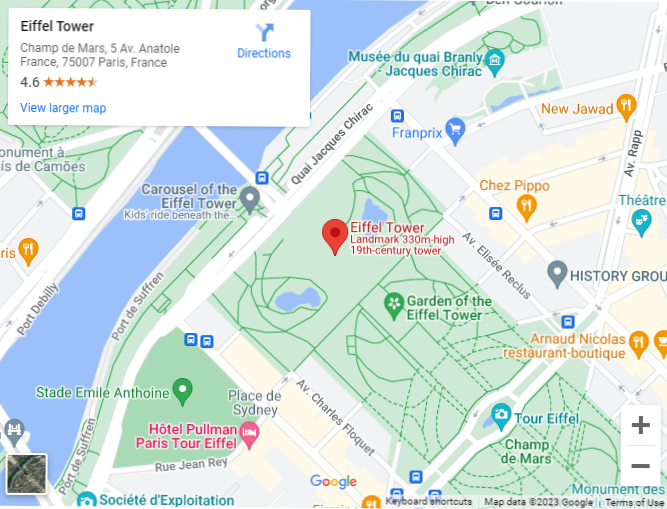 Eiffel Tower
Champ de Mars, 5 Av. Anatole
France, 75007 Paris, France
4.6
View larger map
Directions
Musée du quai Branly
- Jacques Chirac
New Jawad
Franprix
Av. Rapp
Quai Jacques Chirac
Chez Pippo
Théâtre
Carousel of the
Eiffel Tower
Kids' ride beneath the...
Eiffel Tower
Landmark 330m-high
19th-century tower
Av. Elisée Reclus
HISTORY GROU
Port Debilly
Port de Suffren
Garden of the
Eiffel Tower
Arnaud Nicolas
restaurant-boutique
Stade Emile Anthoine
Place de
Sydney
Av. Charles Floquet
Tour Eiffel
Hôtel Pullman
Paris Tour Eiffel
Champ
de Mars
Port de Suffren
Rue Jean Rey
Google
Société d'Exploitation
Keyboard shortcuts
Map data ©2023 Google
Terms of Use
Monument des